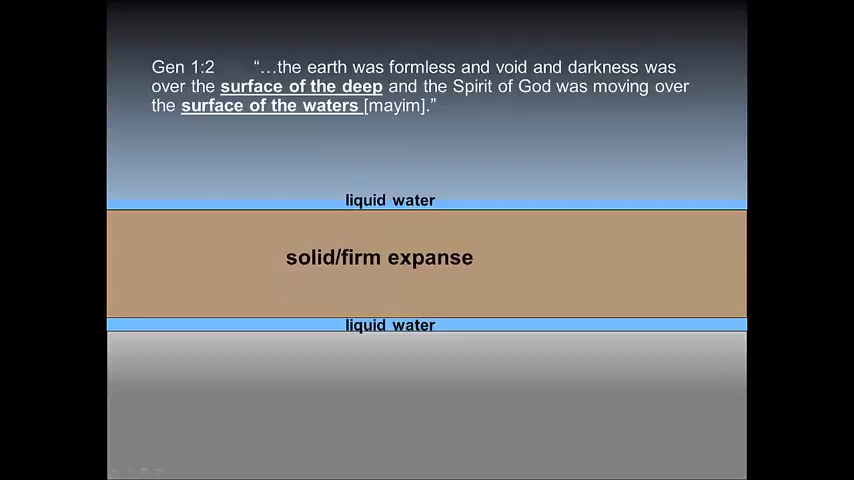 Gen 1:2 “…the earth was formless and void and darkness was
over the surface of the deep and the Spirit of God was moving over
the surface of the waters [mayim].”
liquid water
solid/firm expanse
liquid water